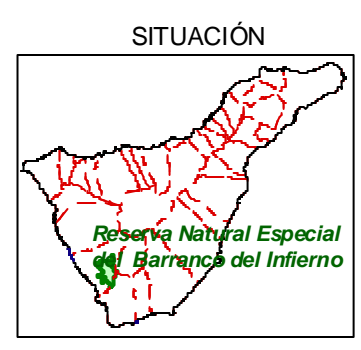 SITUACIÓN
Reserva Natural Especial
del Barranco del Infierno